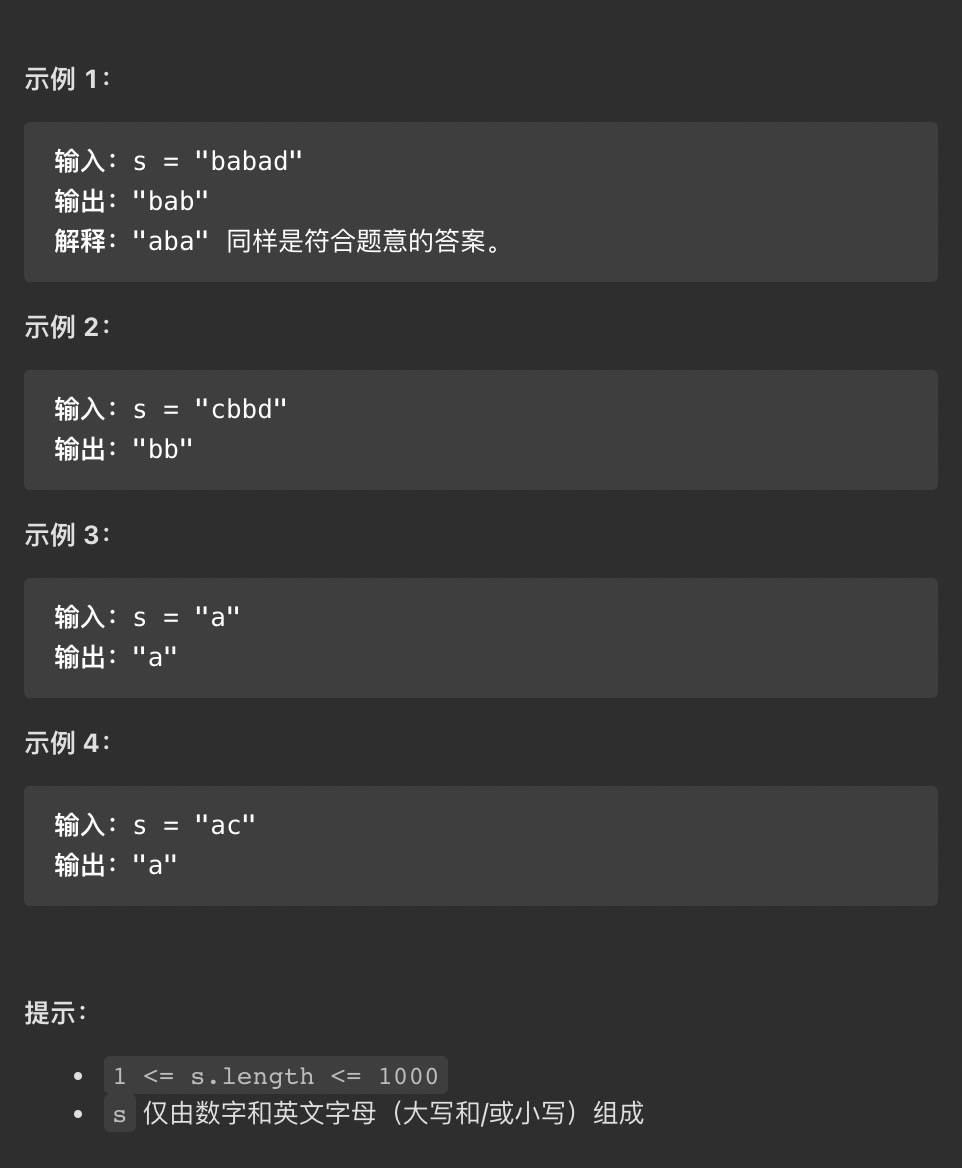 示例 1：
输入：s = "babad"
输出："bab"
解释："aba" 同样是符合题意的答案。
示例 2：
输入：s = "cbbd"
输出："bb"
示例 3：
输入：s = "a"
输出："a"
示例 4：
输入：s = "ac"
输出："a"
提示：
• 1 <= s.length <= 1000
• s 仅由数字和英文字母（大写和/或小写）组成